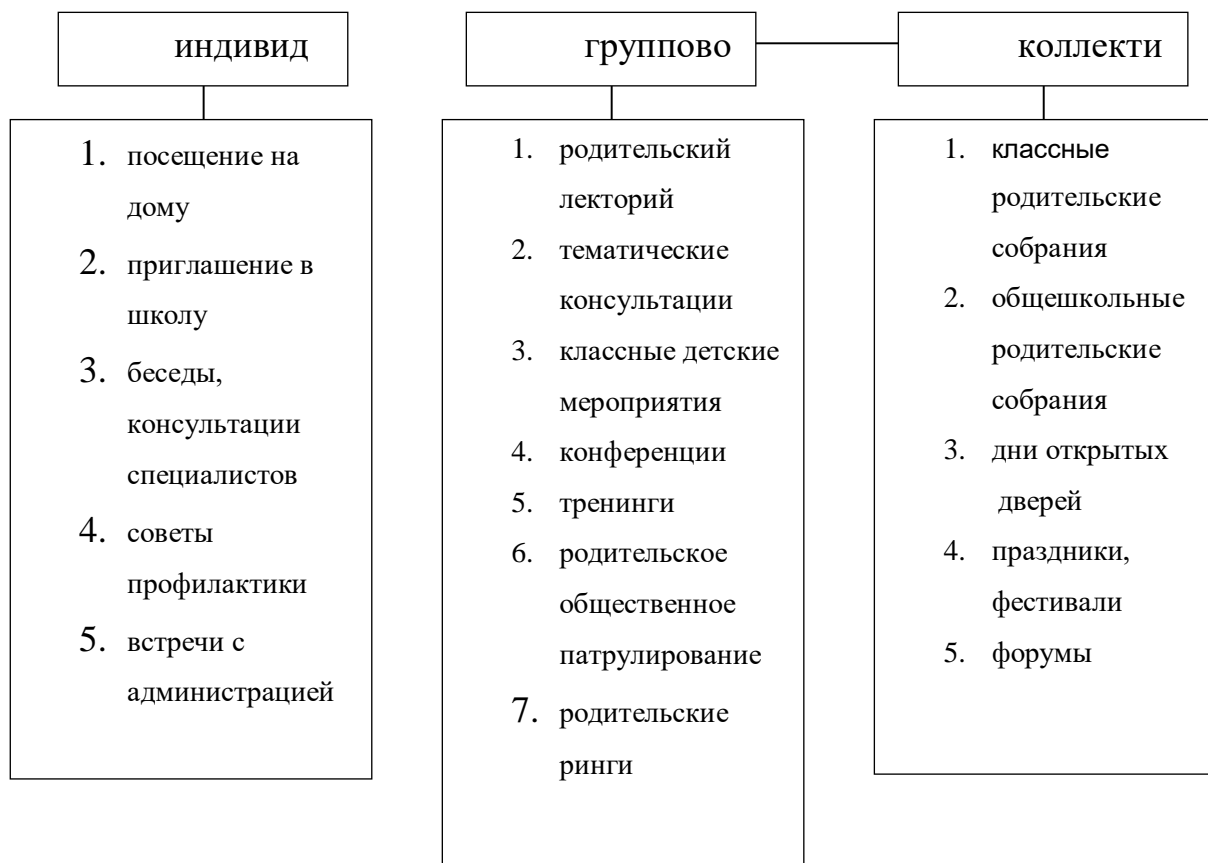 индивид
группово
коллекти
1. посещение на
дому
2. приглашение в
школу
3. беседы,
консультации
специалистов
4. советы
профилактики
5. встречи с
администрацией
1. родительский
лекторий
2. тематические
консультации
3. классные детские
мероприятия
4. конференции
5. тренинги
6. родительское
общественное
патрулирование
7. родительские
ринги
1. классные
родительские
собрания
2. общешкольные
родительские
собрания
3. дни открытых
дверей
4. праздники,
фестивали
5. форумы